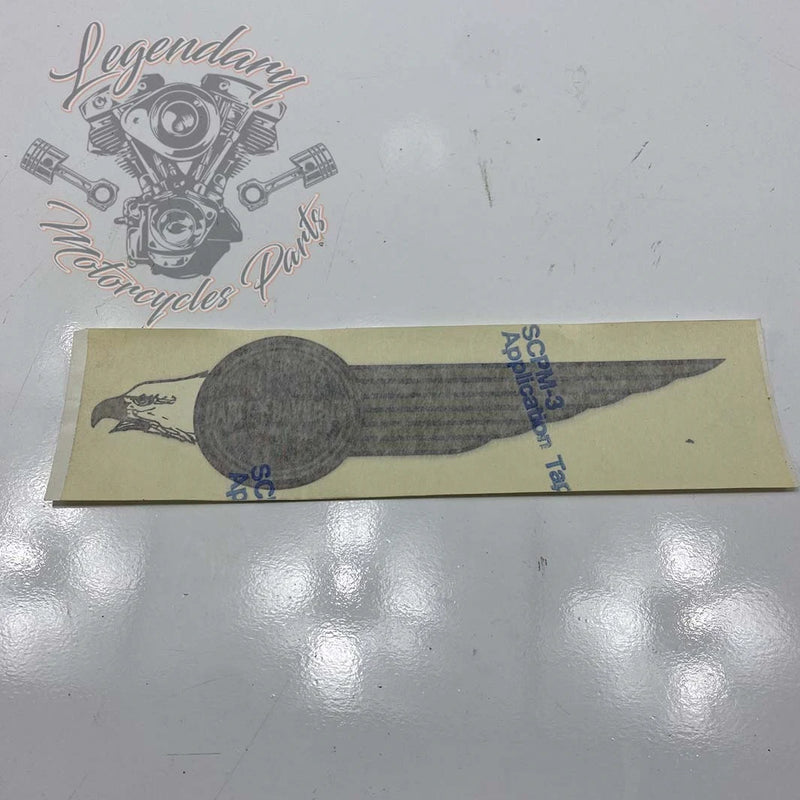 Legendary
Motorcycles Parts
SCPM-3
Application Tap
SC
Ap